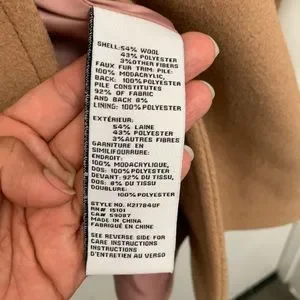 SHELL:54% WOOL
43% POLYESTER
3%OTHER FIBERS
FAUX FUR TRIM: PILE:
100% MODACRYLIC,
BACK: 100% POLYESTER
PILE CONSTITUTES
92% OF FABRIC
AND BACK 8%
LINING: 100%POLYESTER
EXTÉRIEUR:
54% LAINE
43% POLYESTER
3%AUTRES FIBRES
GARNITURE EN
SIMILIFOURRURE:
ENDROIT:
100% MODACRYLIQUE,
DOS: 100% POLYESTER
DEVANT: 92% DU TISSU,
DOS: 8% DU TISSU
DOUBLURE:
100% POLYESTER
STYLE NO. K21784UF
RN# 15101
CA# 59087
MADE IN CHINA
FABRIQUÉ EN CHINE
SEE REVERSE SIDE FOR
CARE INSTRUCTIONS
INSTRUCTIONS
D'ENTRETIEN AU VERSO